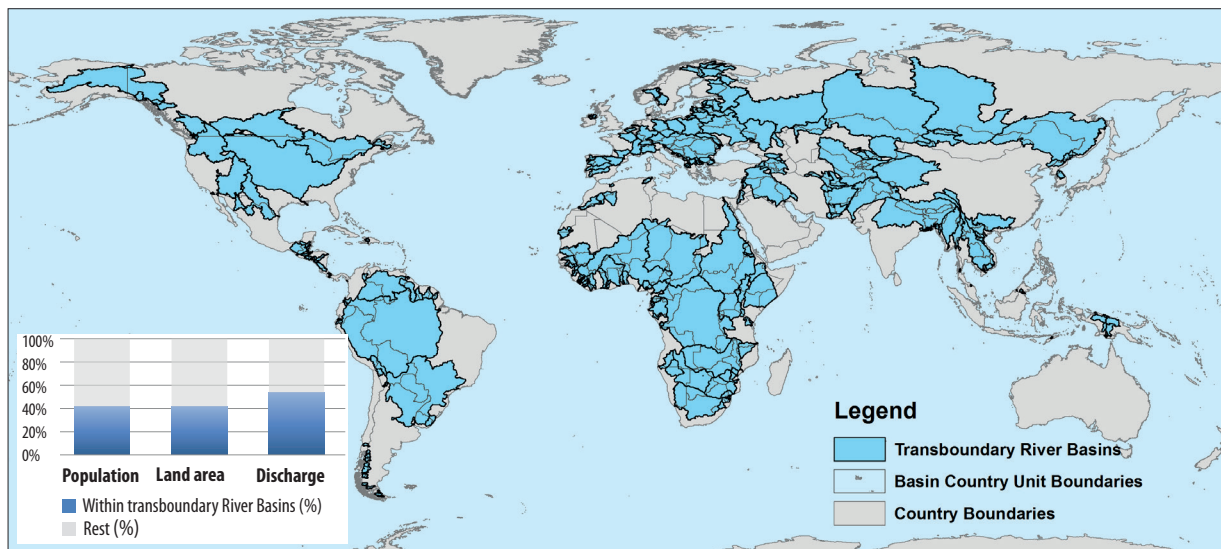 100%
80%
60%
40%
20%
0%
Population Land area Discharge
Within transboundary River Basins (%)
Rest (%)
Legend
Transboundary River Basins
Basin Country Unit Boundaries
Country Boundaries